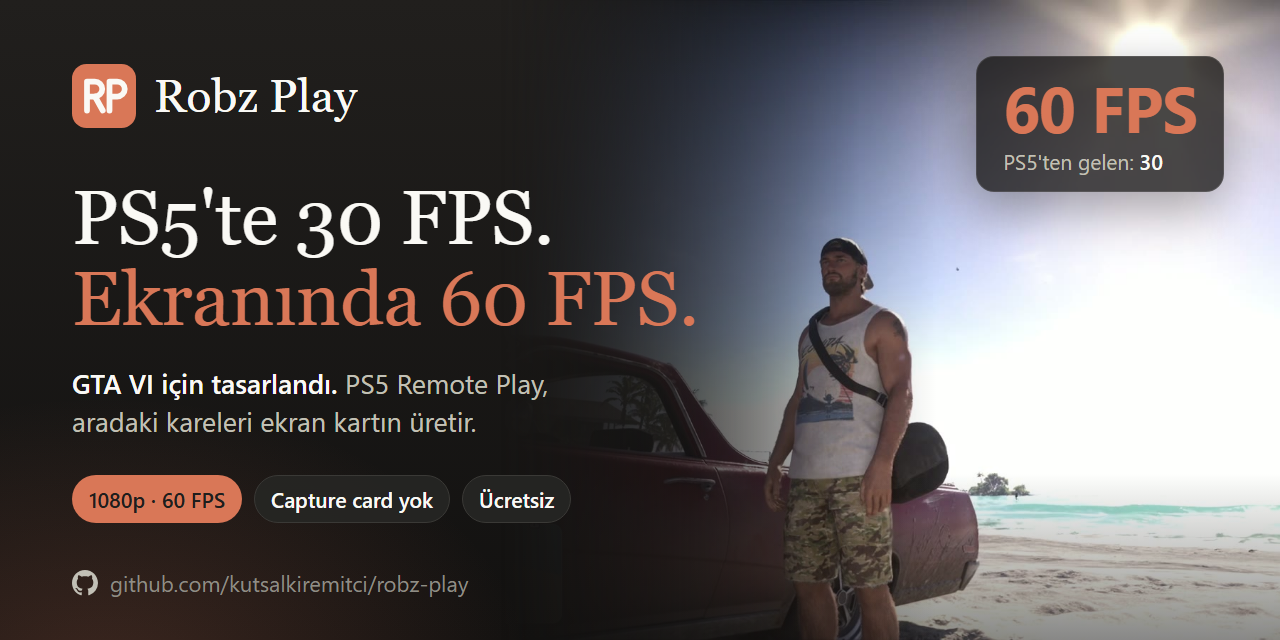 RP Robz Play
60 FPS
PS5'ten gelen: 30
PS5'te 30 FPS.
Ekranında 60 FPS.
GTA VI için tasarlandı. PS5 Remote Play,
aradaki kareleri ekran kartın üretir.
1080p · 60 FPS
Capture card yok
Ücretsiz
github.com/kutsalkiremitci/robz-play